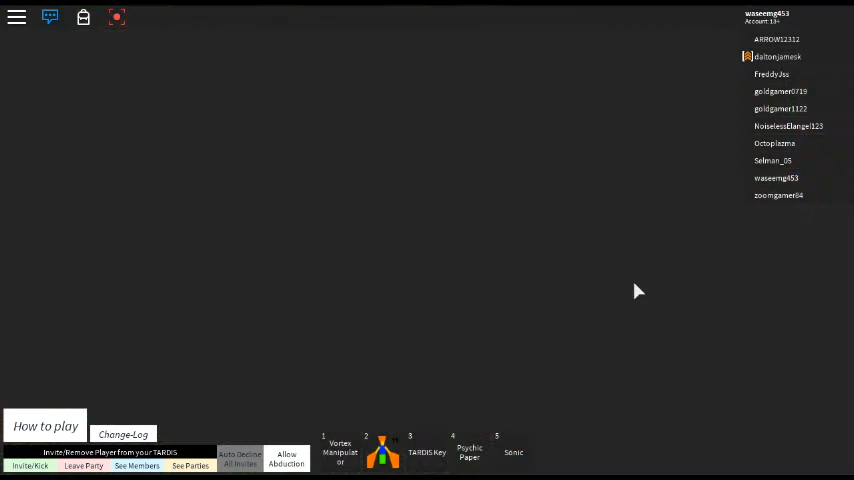 waseemg453
Account: 13+
ARROW12312
daltonjamesk
FreddyJss
goldgamer0719
goldgamer1122
NoiselessElangel123
Octoplazma
Selman_05
waseemg453
zoomgamer84
How to play
Change-Log
Invite/Remove Player from your TARDIS
Invite/Kick Leave Party See Members See Parties
Auto Decline
All Invites
Allow
Abduction
1
Vortex
Manipulat
or
2
11
3
TARDIS Key
4
Psychic
Paper
5
Sonic